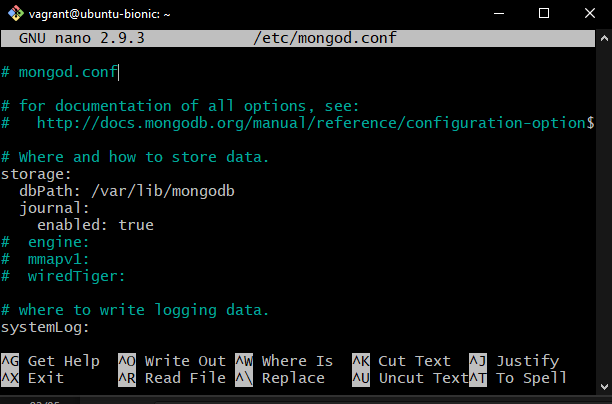 vagrant@ubuntu-bionic: ~
GNU nano 2.9.3 /etc/mongod.conf
# mongod.conf
# for documentation of all options, see:
#   http://docs.mongodb.org/manual/reference/configuration-option$
# Where and how to store data.
storage:
  dbPath: /var/lib/mongodb
  journal:
    enabled: true
#  engine:
#  mmapv1:
#  wiredTiger:
# where to write logging data.
systemLog:
^G Get Help ^O Write Out ^W Where Is ^K Cut Text ^J Justify
^X Exit ^R Read File ^\ Replace ^U Uncut Text ^T To Spell